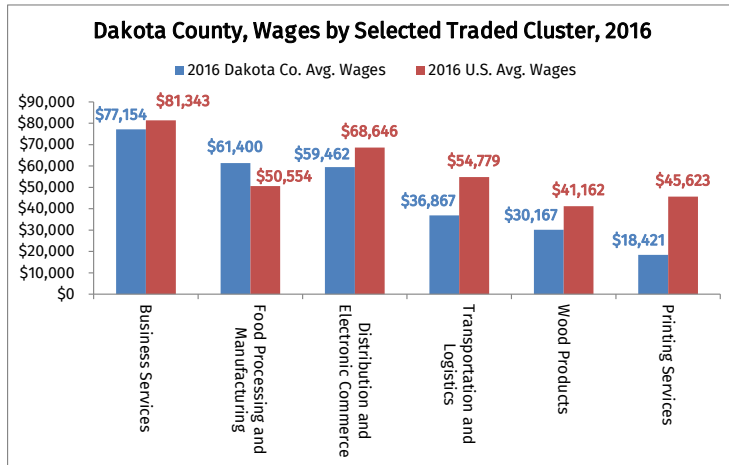 Dakota County, Wages by Selected Traded Cluster, 2016
2016 Dakota Co. Avg. Wages
2016 U.S. Avg. Wages
$90,000
$80,000
$70,000
$60,000
$50,000
$40,000
$30,000
$20,000
$10,000
$0
$77,154
$81,343
$61,400
$50,554
$59,462
$68,646
$36,867
$54,779
$30,167
$41,162
$18,421
$45,623
Business Services
Food Processing and
Manufacturing
Distribution and
Electronic Commerce
Transportation and
Logistics
Wood Products
Printing Services